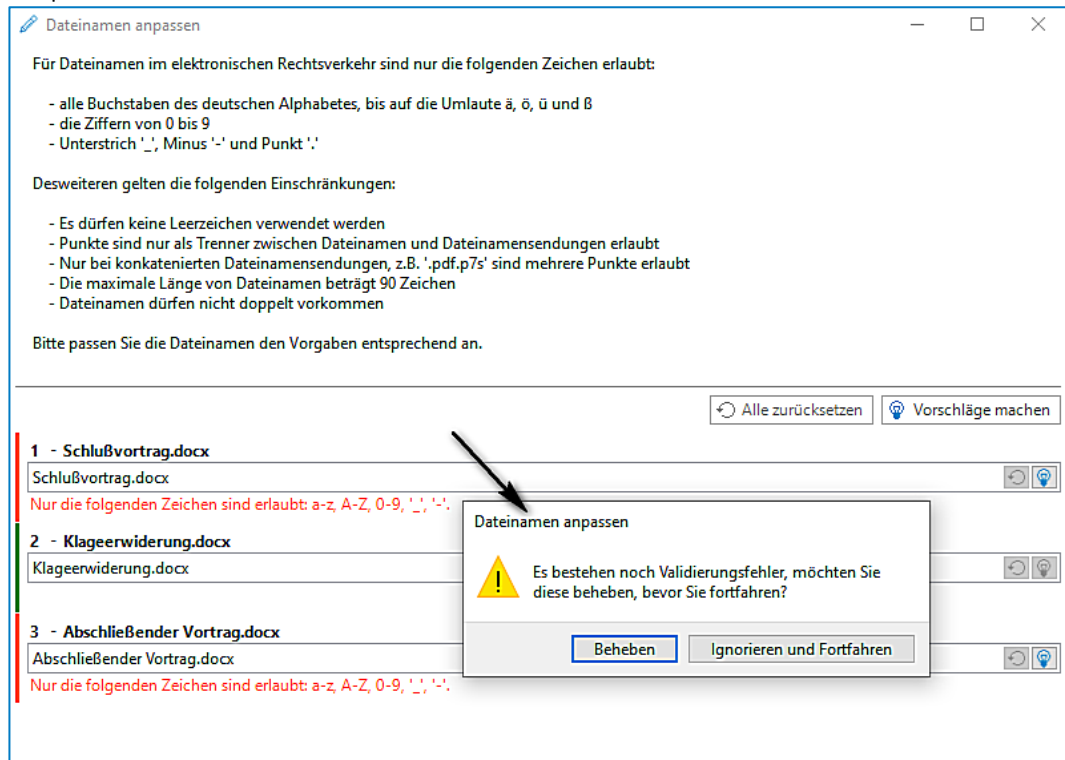 Dateinamen anpassen
Für Dateinamen im elektronischen Rechtsverkehr sind nur die folgenden Zeichen erlaubt:
- alle Buchstaben des deutschen Alphabetes, bis auf die Umlaute ä, ö, ü und ß
- die Ziffern von 0 bis 9
- Unterstrich '_', Minus '-' und Punkt '.'
Desweiteren gelten die folgenden Einschränkungen:
- Es dürfen keine Leerzeichen verwendet werden
- Punkte sind nur als Trenner zwischen Dateinamen und Dateinamensendungen erlaubt
- Nur bei konkatenierten Dateinamensendungen, z.B. '.pdf.p7s' sind mehrere Punkte erlaubt
- Die maximale Länge von Dateinamen beträgt 90 Zeichen
- Dateinamen dürfen nicht doppelt vorkommen
Bitte passen Sie die Dateinamen den Vorgaben entsprechend an.
Alle zurücksetzen Vorschläge machen
1 - Schlußvortrag.docx
Schlußvortrag.docx
Nur die folgenden Zeichen sind erlaubt: a-z, A-Z, 0-9, '_', '-'.
2 - Klageerwiderung.docx
Klageerwiderung.docx
3 - Abschließender Vortrag.docx
Abschließender Vortrag.docx
Nur die folgenden Zeichen sind erlaubt: a-z, A-Z, 0-9, '_', '-'.
Dateinamen anpassen
Es bestehen noch Validierungsfehler, möchten Sie
diese beheben, bevor Sie fortfahren?
Beheben Ignorieren und Fortfahren